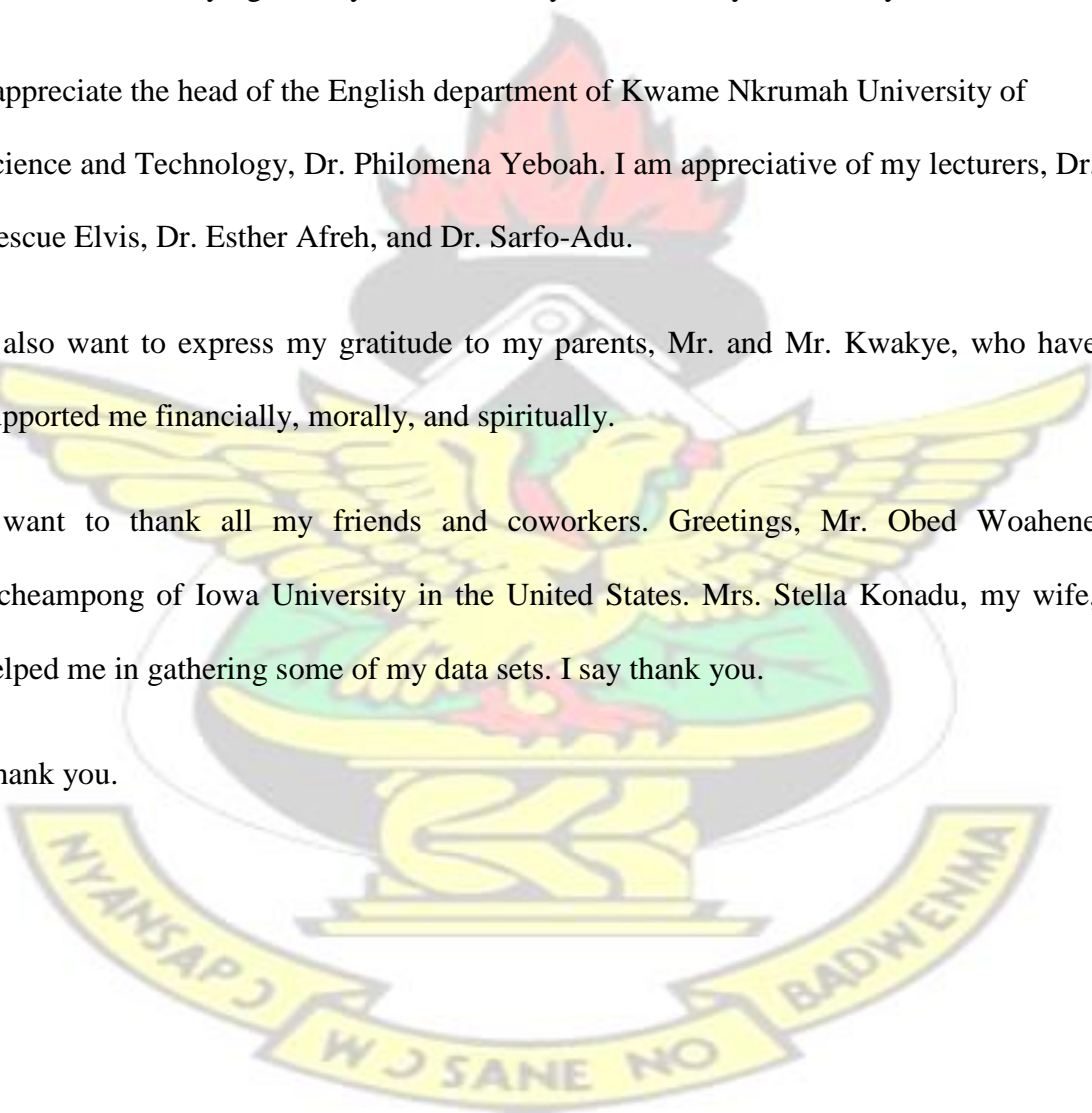 appreciate the head of the English department of Kwame Nkrumah University of
cience and Technology, Dr. Philomena Yeboah. I am appreciative of my lecturers, Dr.
escue Elvis, Dr. Esther Afreh, and Dr. Sarfo-Adu.
also want to express my gratitude to my parents, Mr. and Mr. Kwakye, who have
upported me financially, morally, and spiritually.
want to thank all my friends and coworkers. Greetings, Mr. Obed Woahene
cheampong of Iowa University in the United States. Mrs. Stella Konadu, my wife,
elped me in gathering some of my data sets. I say thank you.
hank you.
NYANSAPƆ
WƆ SANE NO
BADWENMA